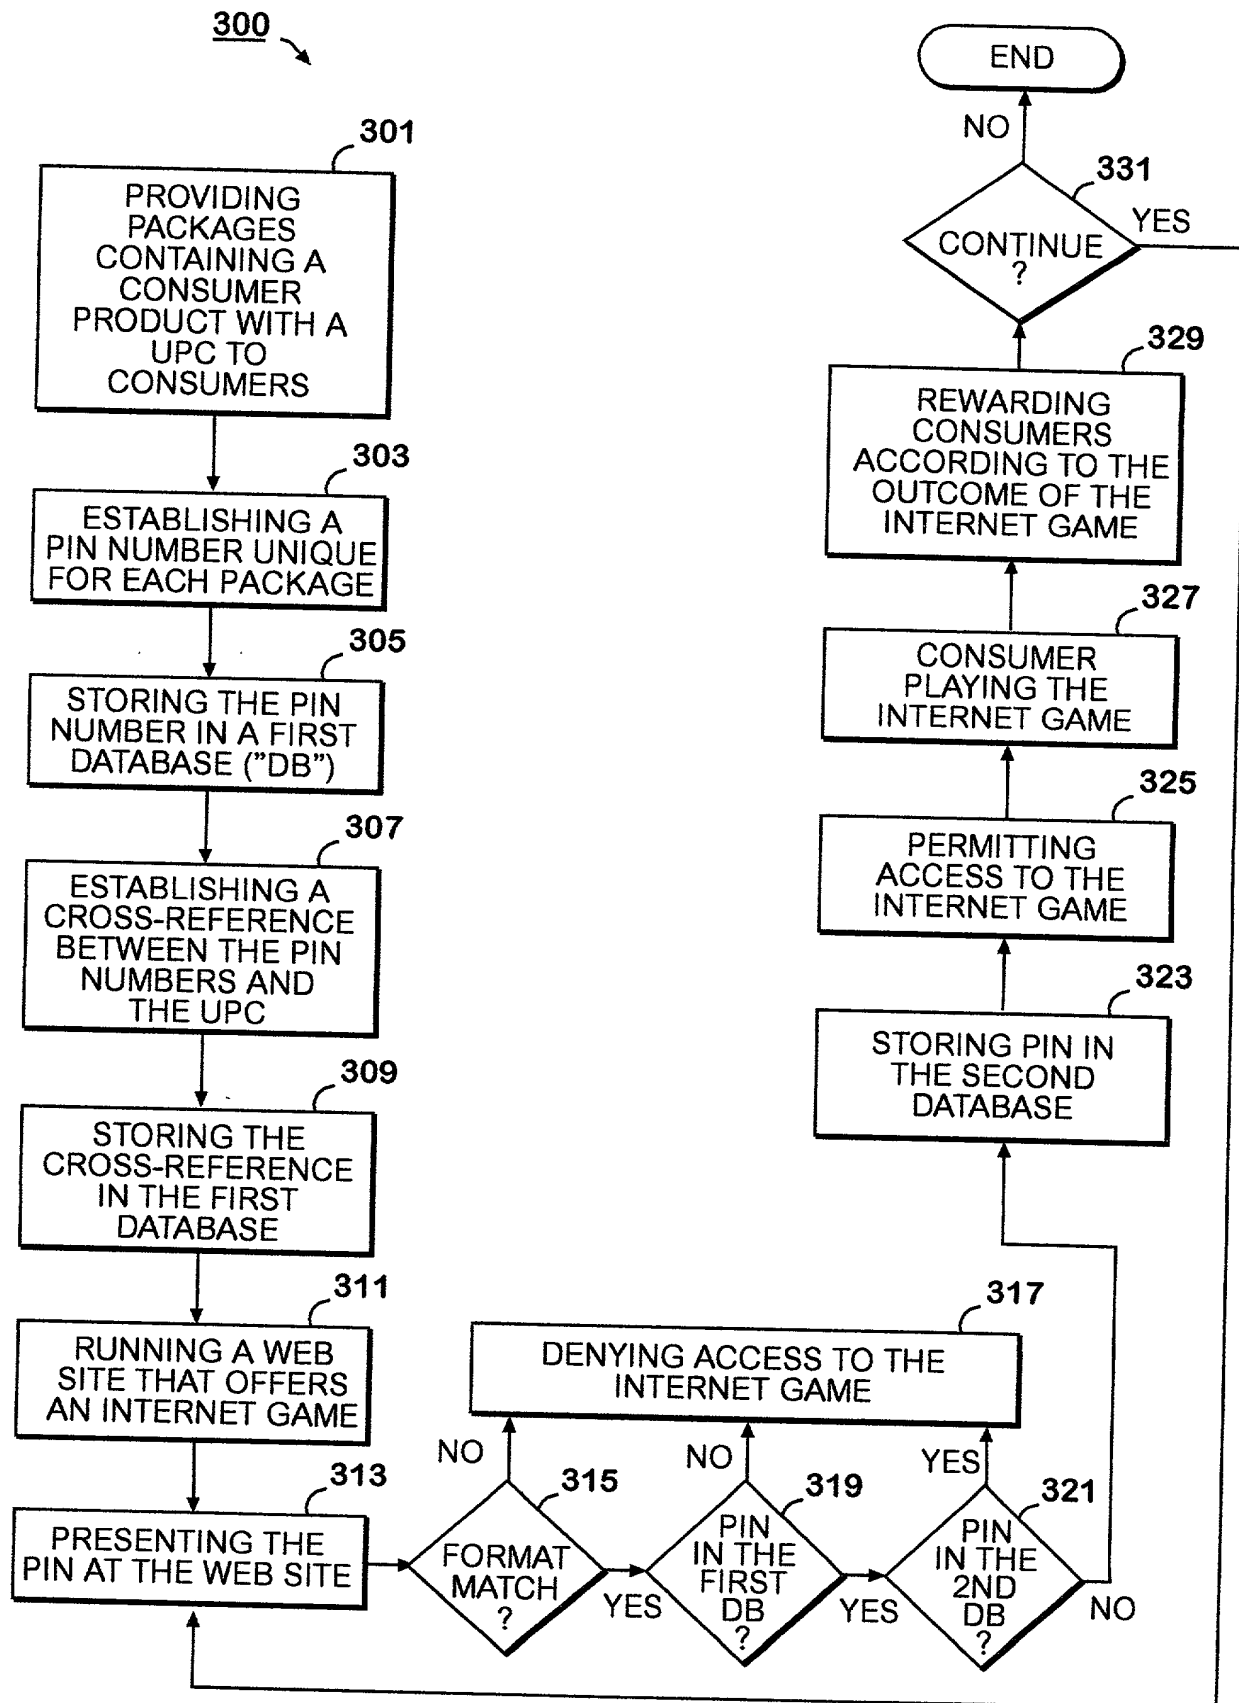 300
301
PROVIDING
PACKAGES
CONTAINING A
CONSUMER
PRODUCT WITH A
UPC TO
CONSUMERS
303
ESTABLISHING A
PIN NUMBER UNIQUE
FOR EACH PACKAGE
305
STORING THE PIN
NUMBER IN A FIRST
DATABASE ("DB")
307
ESTABLISHING A
CROSS-REFERENCE
BETWEEN THE PIN
NUMBERS AND
THE UPC
309
STORING THE
CROSS-REFERENCE
IN THE FIRST
DATABASE
311
RUNNING A WEB
SITE THAT OFFERS
AN INTERNET GAME
313
PRESENTING THE
PIN AT THE WEB SITE
315
FORMAT
MATCH
?
NO
YES
317
DENYING ACCESS TO THE
INTERNET GAME
319
PIN
IN THE
FIRST
DB
?
NO
YES
321
PIN
IN THE
2ND
DB
?
YES
NO
323
STORING PIN IN
THE SECOND
DATABASE
325
PERMITTING
ACCESS TO THE
INTERNET GAME
327
CONSUMER
PLAYING THE
INTERNET GAME
329
REWARDING
CONSUMERS
ACCORDING TO THE
OUTCOME OF THE
INTERNET GAME
331
CONTINUE
?
YES
NO
END